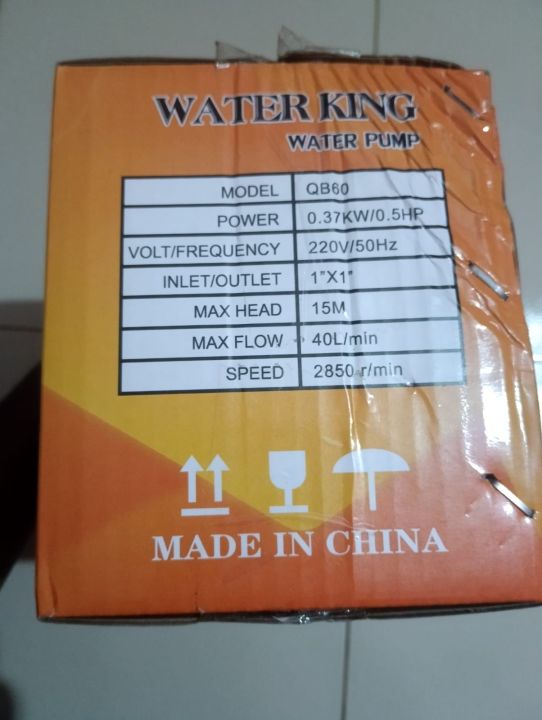 WATER KING
WATER PUMP
MODEL QB60
POWER 0.37KW/0.5HP
VOLT/FREQUENCY 220V/50Hz
INLET/OUTLET 1"X1"
MAX HEAD 15M
MAX FLOW 40L/min
SPEED 2850 r/min
MADE IN CHINA